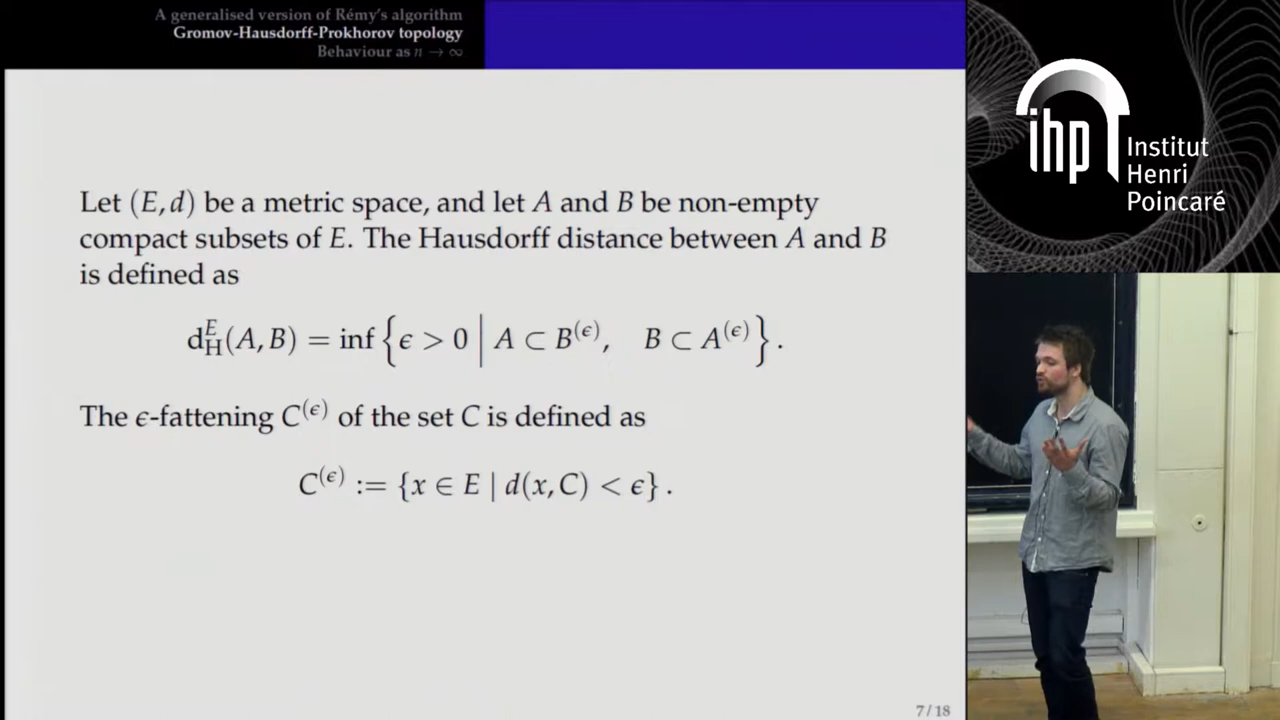 A generalised version of Rémy's algorithm
Gromov-Hausdorff-Prokhorov topology
Behaviour as n → ∞
ihp
Institut
Henri
Poincaré
Let (E, d) be a metric space, and let A and B be non-empty
compact subsets of E. The Hausdorff distance between A and B
is defined as
d_H^E(A, B) = inf { ϵ > 0 | A ⊂ B^(ϵ), B ⊂ A^(ϵ) } .
The ϵ-fattening C^(ϵ) of the set C is defined as
C^(ϵ) := {x ∈ E | d(x, C) < ϵ} .
7 / 18